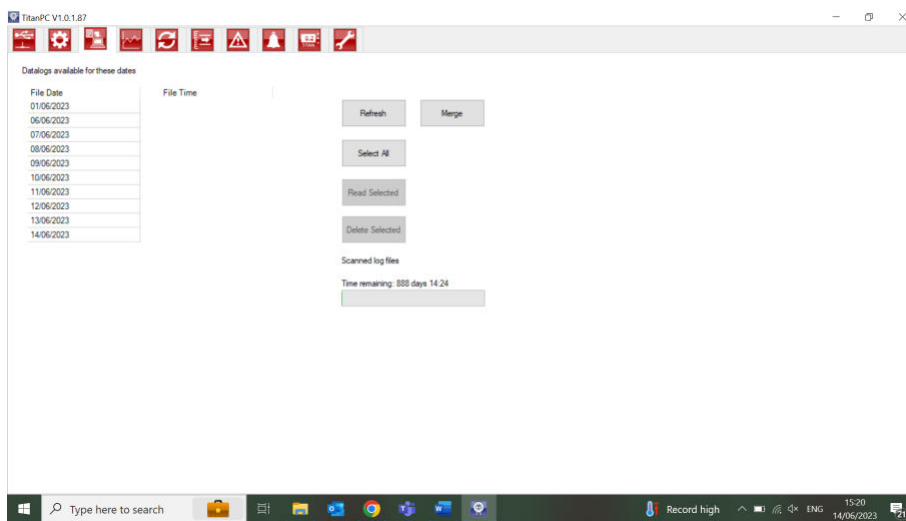 TitanPC V1.0.1.87
Datalogs available for these dates
File Date File Time
01/06/2023
06/06/2023
07/06/2023
08/06/2023
09/06/2023
10/06/2023
11/06/2023
12/06/2023
13/06/2023
14/06/2023
Refresh Merge
Select All
Read Selected
Delete Selected
Scanned log files
Time remaining: 888 days 14:24
Type here to search
Record high
ENG
15:20
14/06/2023
21